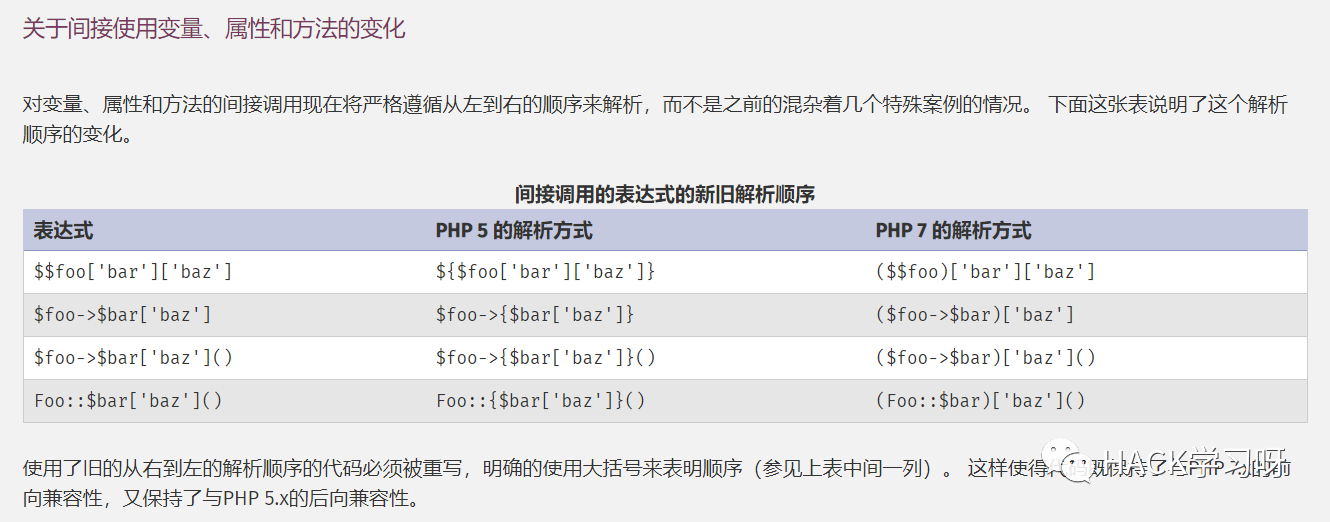 关于间接使用变量、属性和方法的变化
对变量、属性和方法的间接调用现在将严格遵循从左到右的顺序来解析，而不是之前的混杂着几个特殊案例的情况。 下面这张表说明了这个解析
顺序的变化。
间接调用的表达式的新旧解析顺序
表达式 PHP 5 的解析方式 PHP 7 的解析方式
$$foo['bar']['baz'] ${$foo['bar']['baz']} ($$foo)['bar']['baz']
$foo->$bar['baz'] $foo->{$bar['baz']} ($foo->$bar)['baz']
$foo->$bar['baz']() $foo->{$bar['baz']}() ($foo->$bar)['baz']()
Foo::$bar['baz']() Foo::{$bar['baz']}() (Foo::$bar)['baz']()
使用了旧的从右到左的解析顺序的代码必须被重写，明确的使用大括号来表明顺序（参见上表中间一列）。 这样使得
向兼容性，又保持了与PHP 5.x的后向兼容性。
HACK学习呀